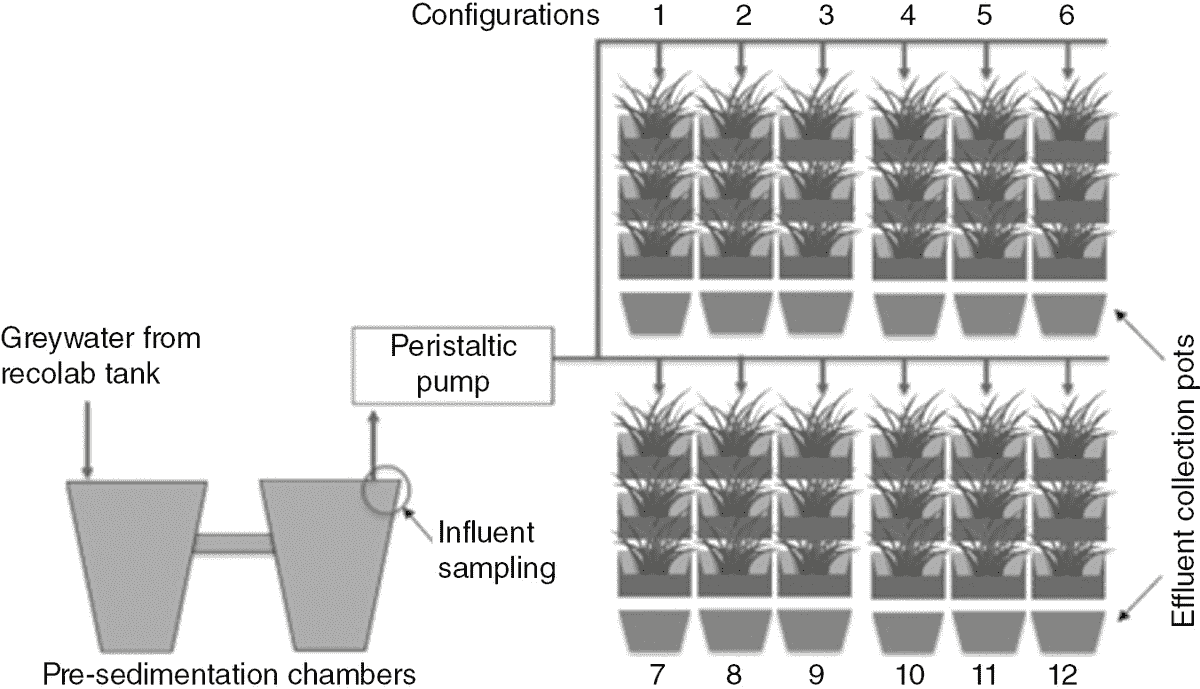 Configurations 1 2 3 4 5 6
Greywater from
recolab tank
Peristaltic
pump
Influent
sampling
Pre-sedimentation chambers
Effluent collection pots
7 8 9 10 11 12